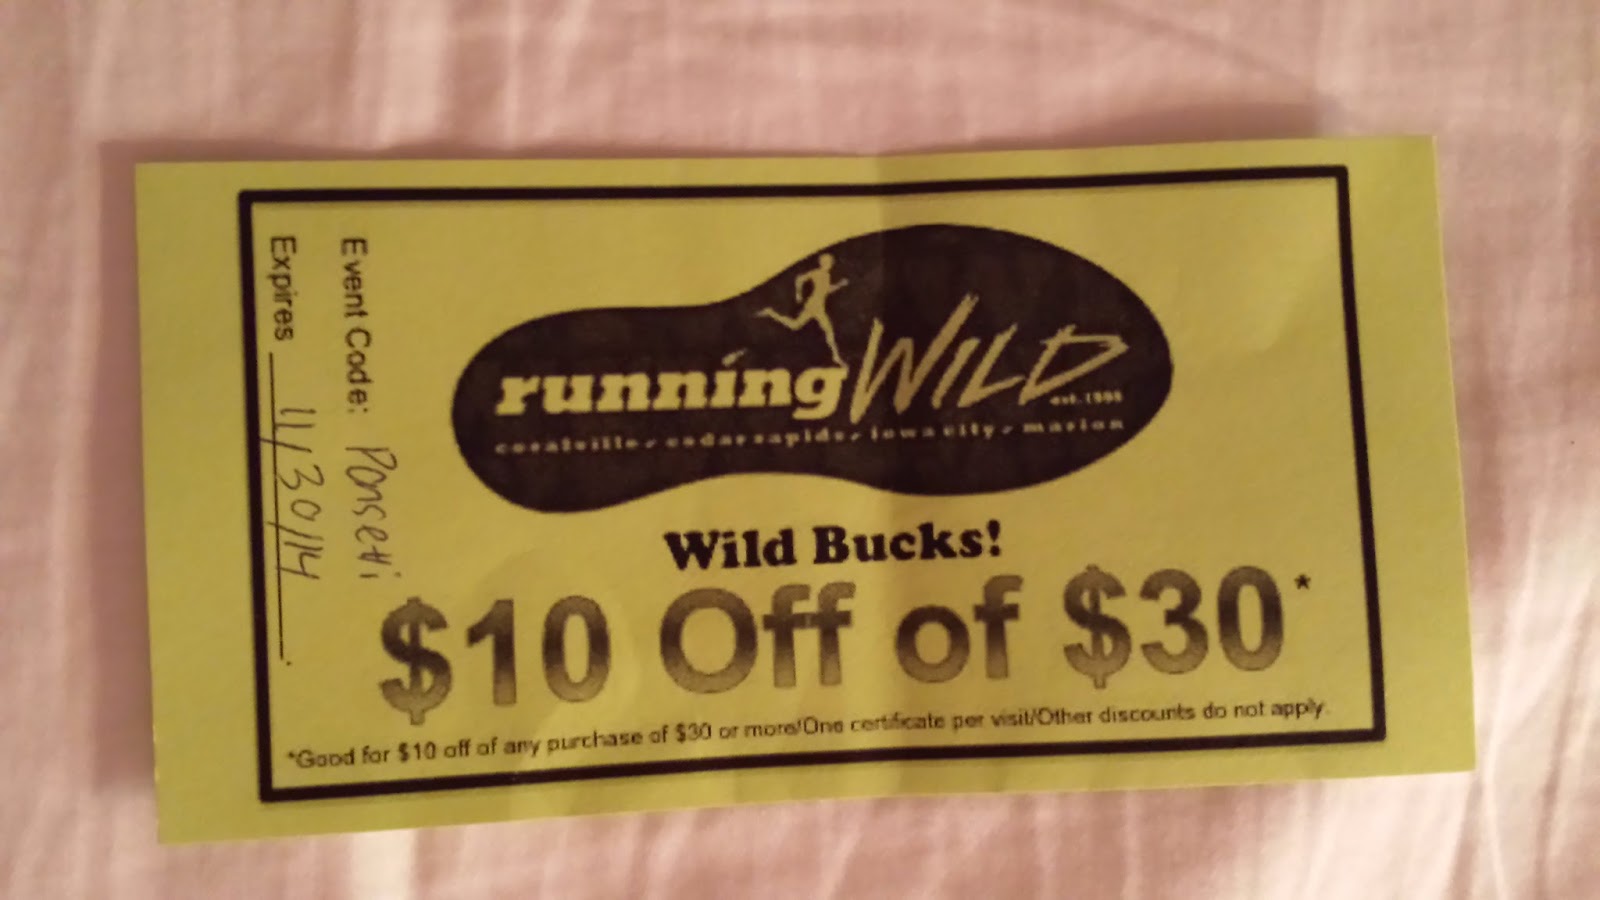 running WILD
est. 1995
coralville - cedar rapids - iowa city - marion
Wild Bucks!
$10 Off of $30*
*Good for $10 off of any purchase of $30 or more/One certificate per visit/Other discounts do not apply.
Event Code: Ponseti
Expires 11/30/14.